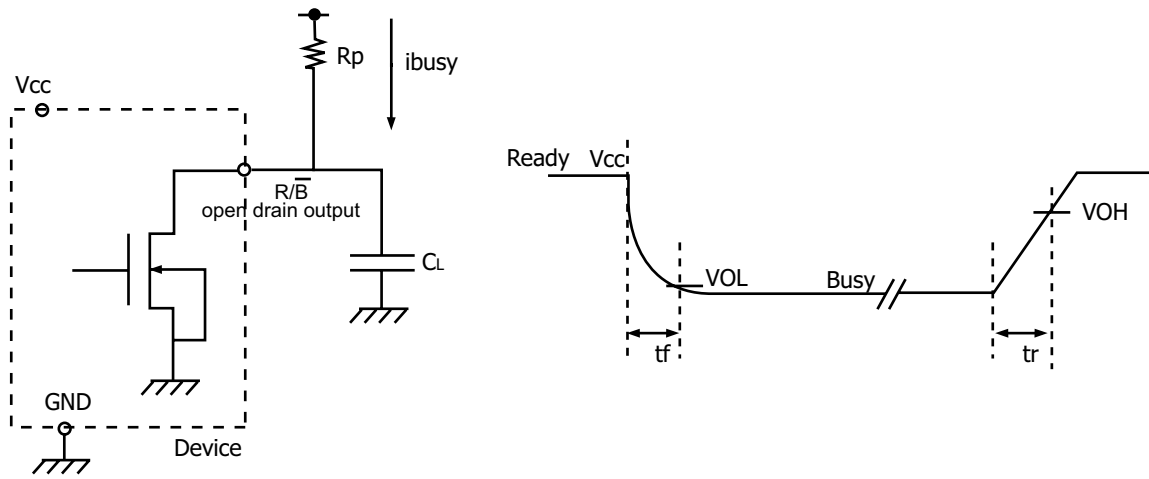 Rp
ibusy
Vcc
R/B̅
open drain output
CL
GND
Device
Ready Vcc
VOH
VOL
Busy
tf
tr